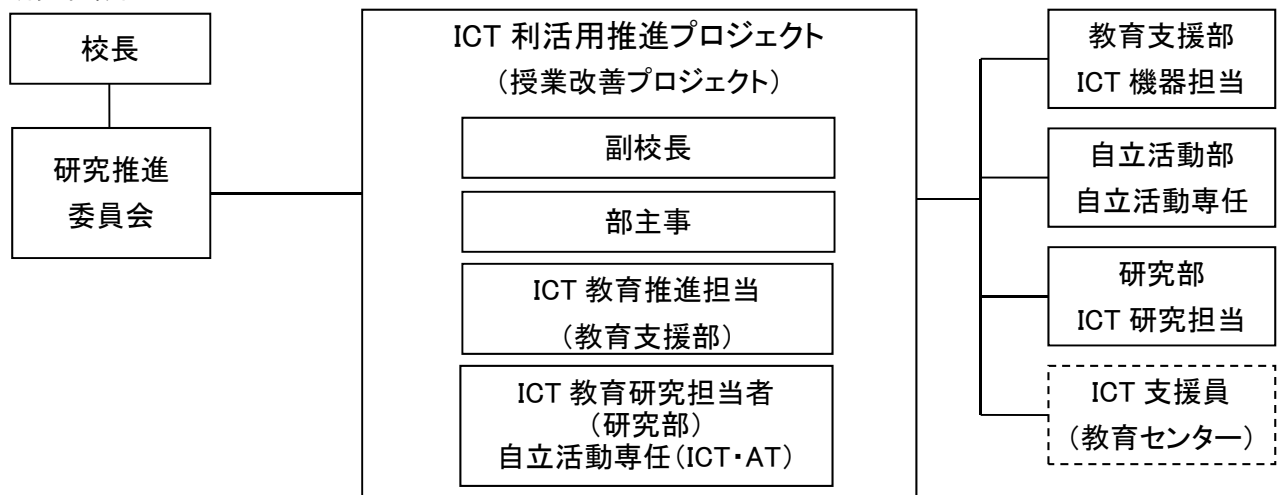 校長
研究推進
委員会
ICT 利活用推進プロジェクト
（授業改善プロジェクト）
副校長
部主事
ICT 教育推進担当
（教育支援部）
ICT 教育研究担当者
（研究部）
自立活動専任（ICT・AT）
教育支援部
ICT 機器担当
自立活動部
自立活動専任
研究部
ICT 研究担当
ICT 支援員
（教育センター）